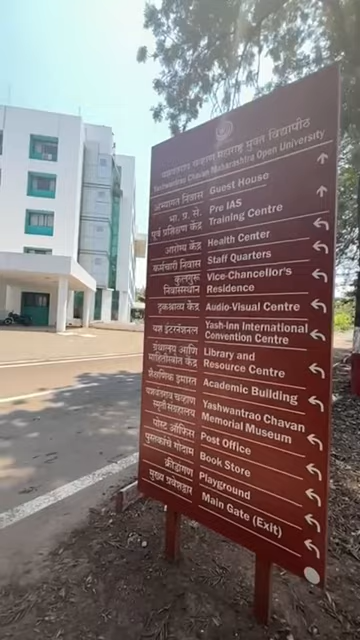 यशवंतराव चव्हाण महाराष्ट्र मुक्त विद्यापीठ
Yashwantrao Chavan Maharashtra Open University
अभ्यागत निवास Guest House ↑
भा. प्र. से. पूर्व प्रशिक्षण केंद्र Pre IAS Training Centre ↑
आरोग्य केंद्र Health Center
कर्मचारी निवास Staff Quarters
कुलगुरू निवासस्थान Vice-Chancellor's Residence
दृकश्राव्य केंद्र Audio-Visual Centre
यश इंटरनॅशनल Yash-Inn International Convention Centre
ग्रंथालय आणि माहितीस्रोत केंद्र Library and Resource Centre
शैक्षणिक इमारत Academic Building
यशवंतराव चव्हाण स्मृती संग्रहालय Yashwantrao Chavan Memorial Museum
पोस्ट ऑफिस Post Office
पुस्तकांचे गोदाम Book Store
क्रीडांगण Playground
मुख्य प्रवेशद्वार Main Gate (Exit)